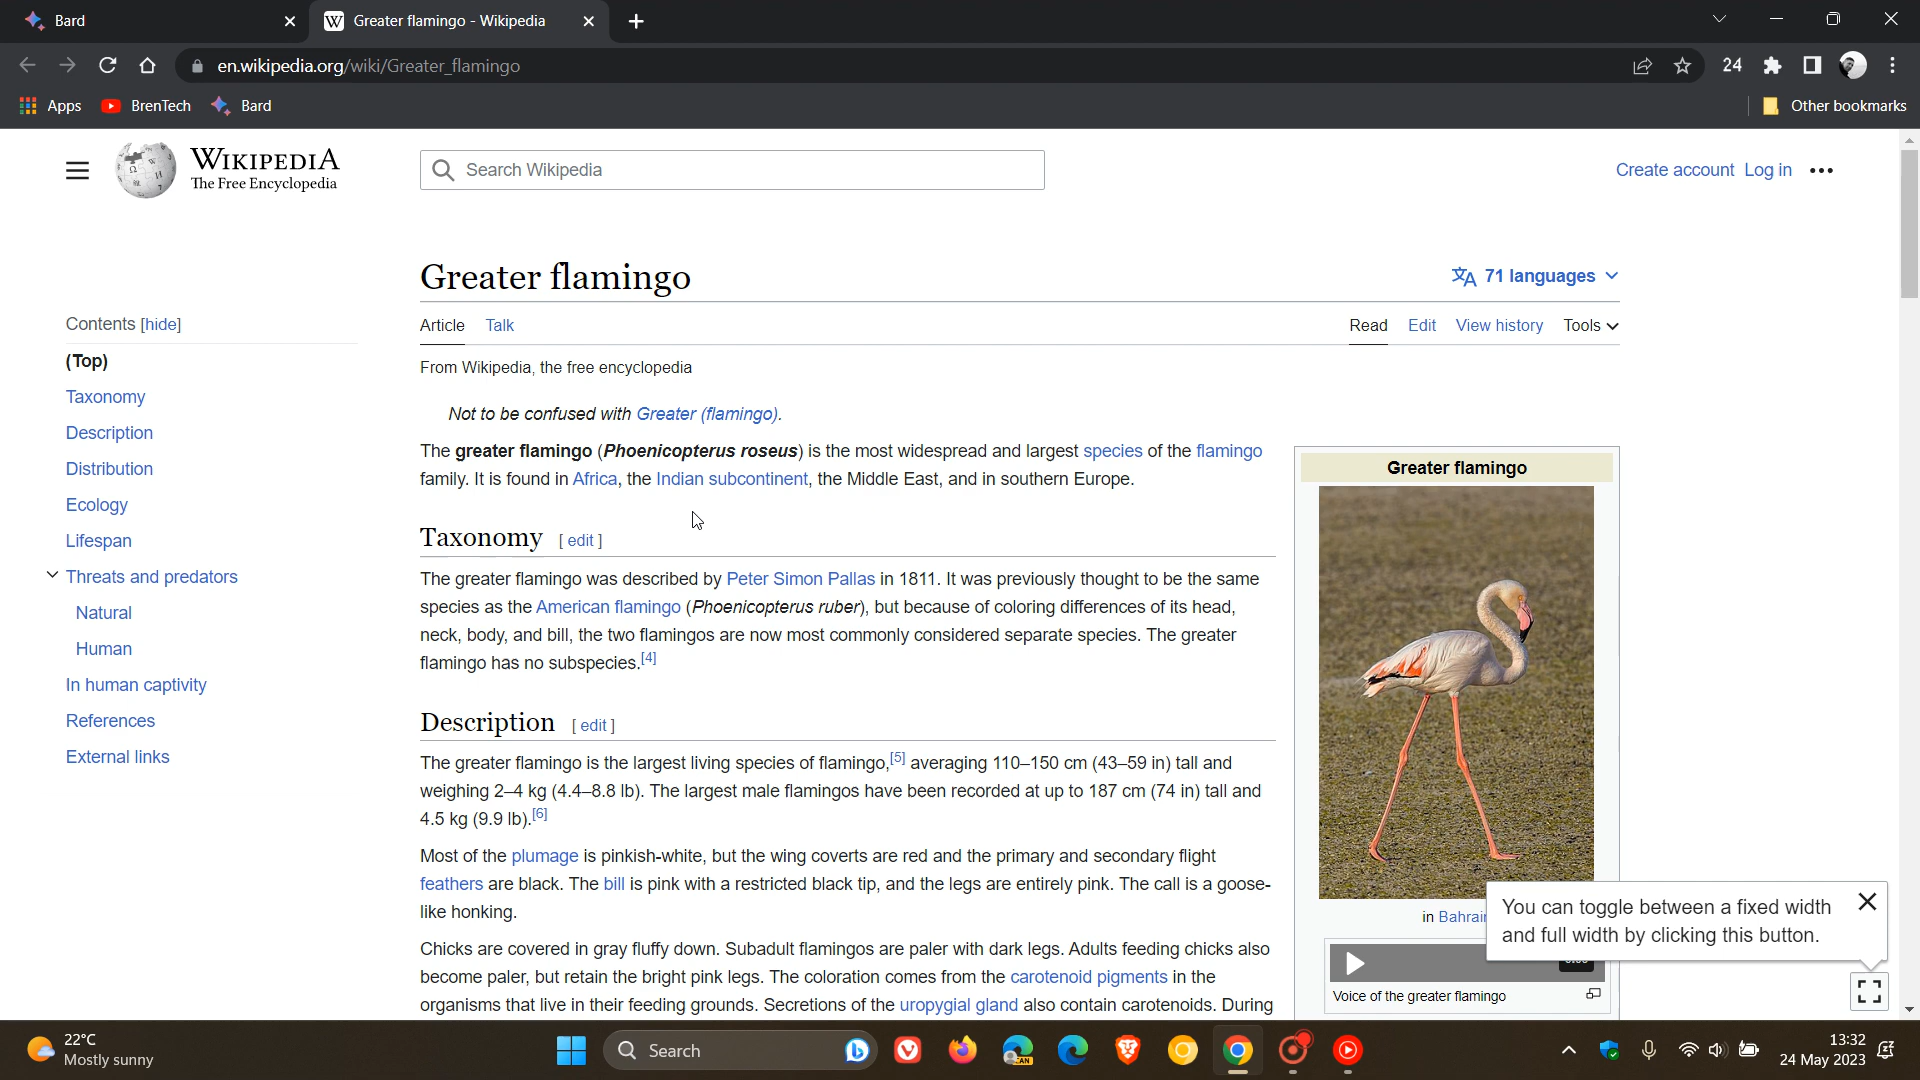 Bard
Greater flamingo - Wikipedia
en.wikipedia.org/wiki/Greater_flamingo
24
Apps
BrenTech
Bard
Other bookmarks
WIKIPEDIA
The Free Encyclopedia
Search Wikipedia
Create account Log in
Greater flamingo
71 languages
Contents [hide]
(Top)
Taxonomy
Description
Distribution
Ecology
Lifespan
Threats and predators
Natural
Human
In human captivity
References
External links
Article Talk
Read Edit View history Tools
From Wikipedia, the free encyclopedia
Not to be confused with Greater (flamingo).
The greater flamingo (Phoenicopterus roseus) is the most widespread and largest species of the flamingo
family. It is found in Africa, the Indian subcontinent, the Middle East, and in southern Europe.
Taxonomy [ edit ]
The greater flamingo was described by Peter Simon Pallas in 1811. It was previously thought to be the same
species as the American flamingo (Phoenicopterus ruber), but because of coloring differences of its head,
neck, body, and bill, the two flamingos are now most commonly considered separate species. The greater
flamingo has no subspecies.[4]
Description [ edit ]
The greater flamingo is the largest living species of flamingo,[5] averaging 110–150 cm (43–59 in) tall and
weighing 2–4 kg (4.4–8.8 lb). The largest male flamingos have been recorded at up to 187 cm (74 in) tall and
4.5 kg (9.9 lb).[6]
Most of the plumage is pinkish-white, but the wing coverts are red and the primary and secondary flight
feathers are black. The bill is pink with a restricted black tip, and the legs are entirely pink. The call is a goose-
like honking.
Chicks are covered in gray fluffy down. Subadult flamingos are paler with dark legs. Adults feeding chicks also
become paler, but retain the bright pink legs. The coloration comes from the carotenoid pigments in the
organisms that live in their feeding grounds. Secretions of the uropygial gland also contain carotenoids. During
Greater flamingo
in Bahrai
Voice of the greater flamingo
You can toggle between a fixed width
and full width by clicking this button.
22°C
Mostly sunny
Search
CAN
13:32
24 May 2023